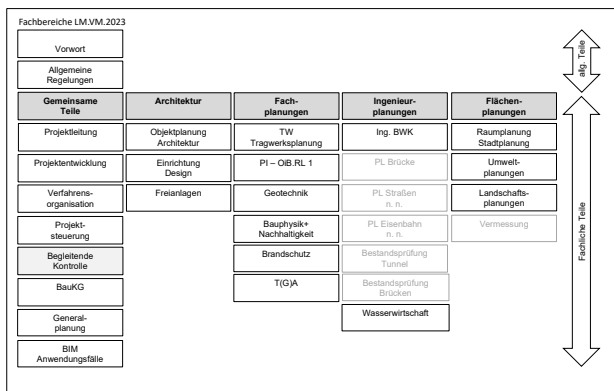 Fachbereiche LM.VM.2023
Vorwort
Allgemeine
Regelungen
allg. Teile
Gemeinsame
Teile
Projektleitung
Projektentwicklung
Verfahrens-
organisation
Projekt-
steuerung
Begleitende
Kontrolle
BauKG
General-
planung
BIM
Anwendungsfälle
Architektur
Objektplanung
Architektur
Einrichtung
Design
Freianlagen
Fach-
planungen
TW
Tragwerksplanung
PI – OiB.RL 1
Geotechnik
Bauphysik+
Nachhaltigkeit
Brandschutz
T(G)A
Ingenieur-
planungen
Ing. BWK
PL Brücke
PL Straßen
n. n.
PL Eisenbahn
n. n.
Bestandsprüfung
Tunnel
Bestandsprüfung
Brücken
Wasserwirtschaft
Flächen-
planungen
Raumplanung
Stadtplanung
Umwelt-
planungen
Landschafts-
planungen
Vermessung
Fachliche Teile